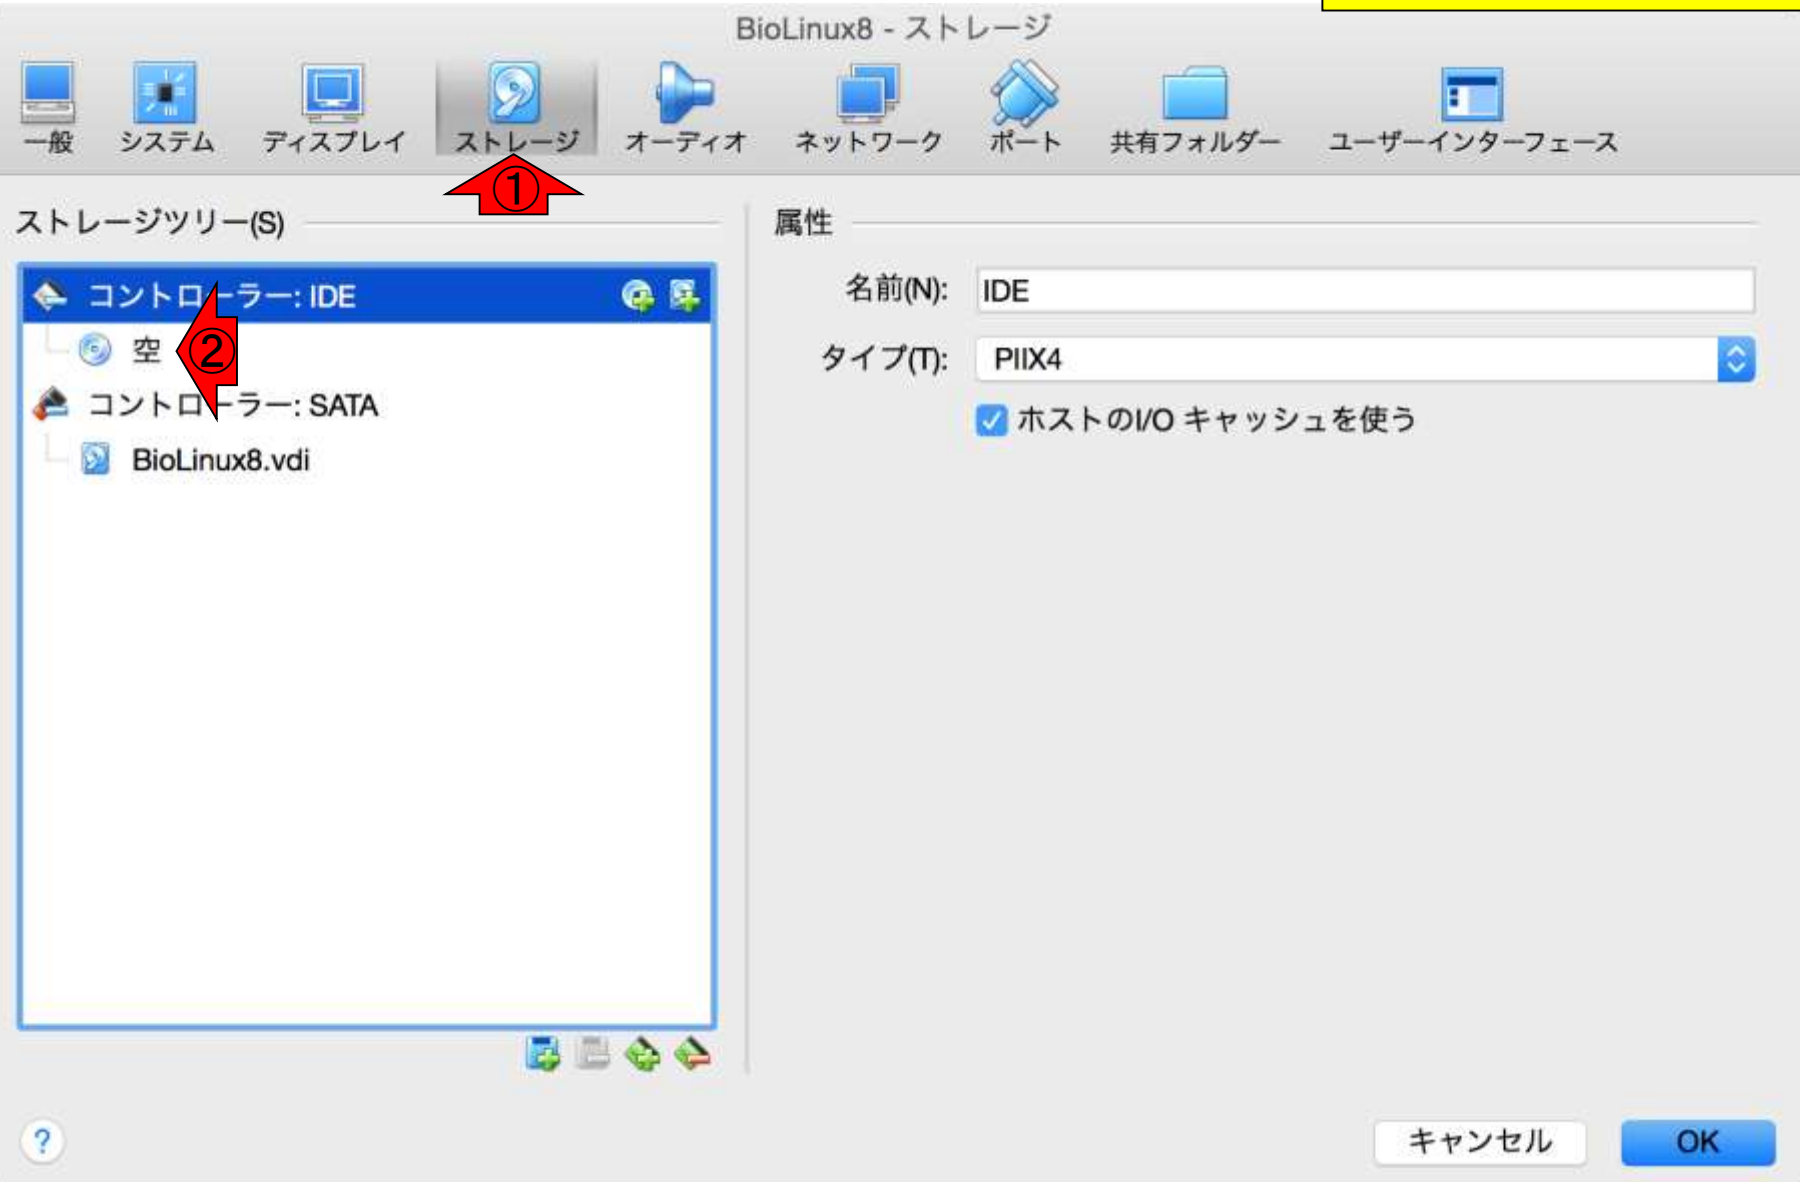 BioLinux8 - ストレージ
一般 システム ディスプレイ ストレージ オーディオ ネットワーク ポート 共有フォルダー ユーザーインターフェース
①
ストレージツリー(S)
コントローラー: IDE
空
②
コントローラー: SATA
BioLinux8.vdi
属性
名前(N): IDE
タイプ(T): PIIX4
ホストのI/O キャッシュを使う
?
キャンセル OK